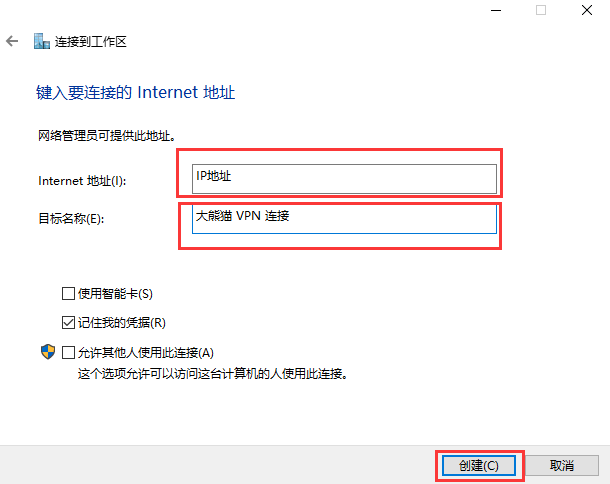 连接到工作区
键入要连接的 Internet 地址
网络管理员可提供此地址。
Internet 地址(I):
IP地址
目标名称(E):
大熊猫 VPN 连接
使用智能卡(S)
记住我的凭据(R)
允许其他人使用此连接(A)
这个选项允许可以访问这台计算机的人使用此连接。
创建(C)
取消